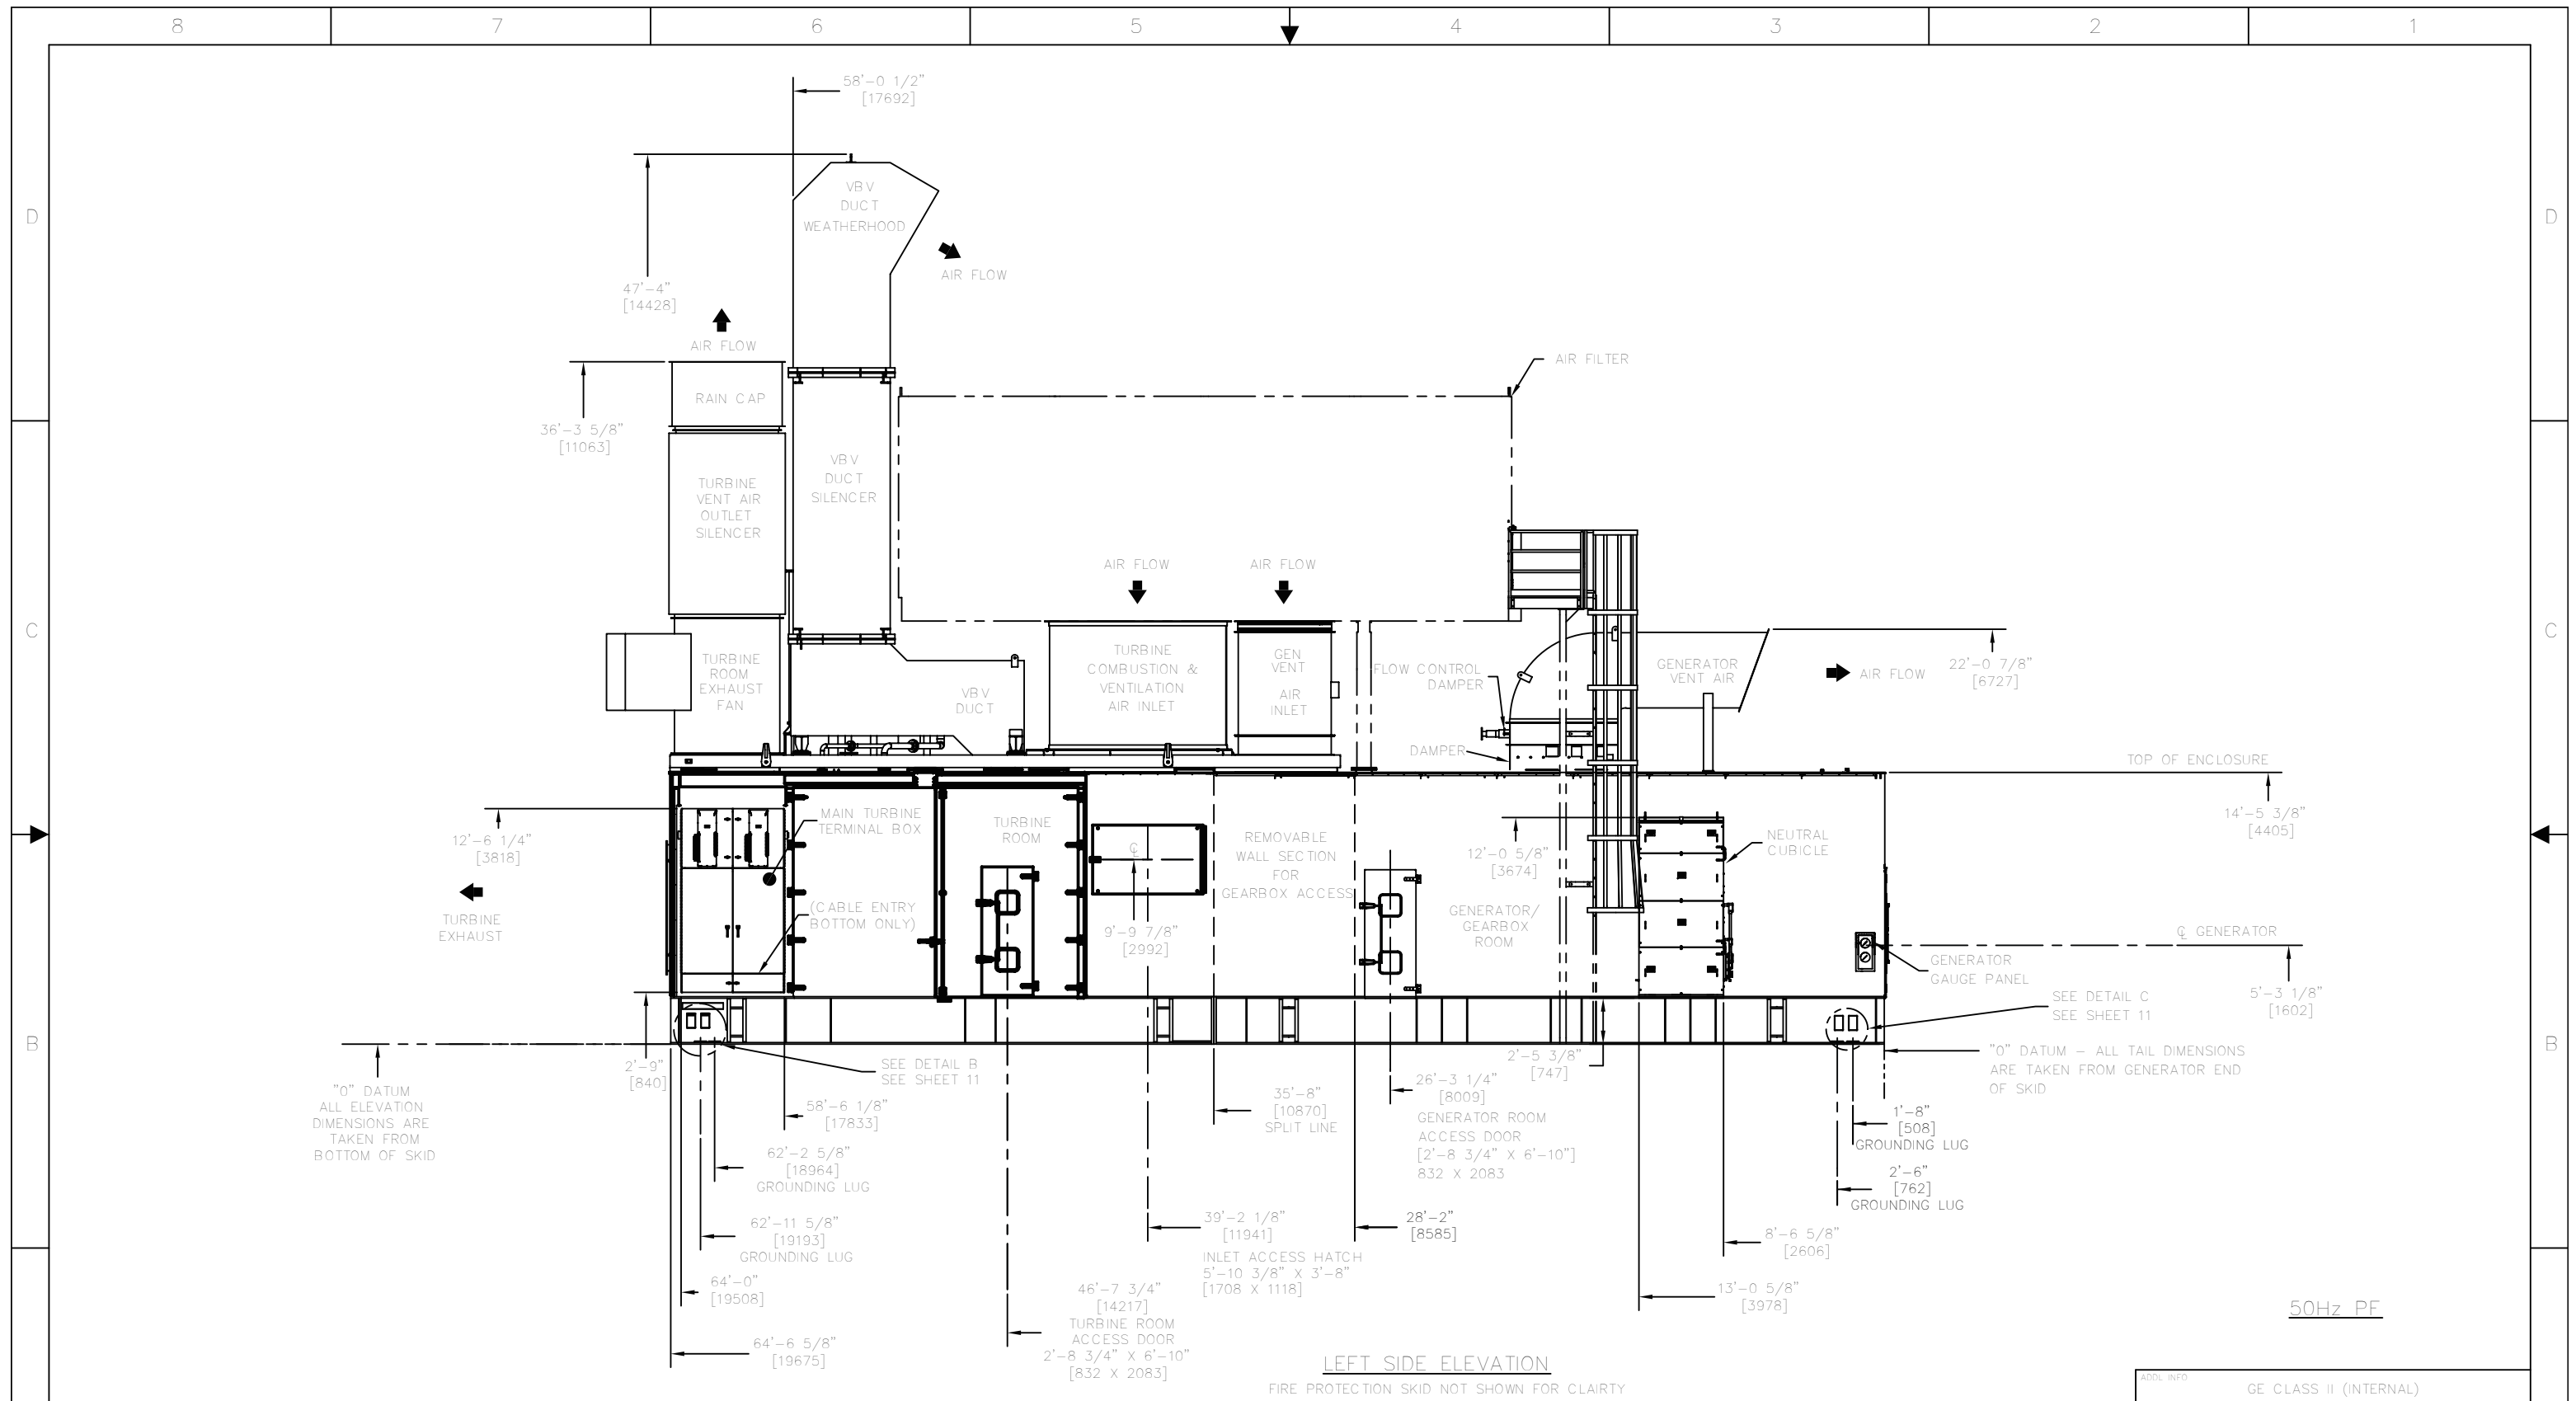 8 7 6 5 4 3 2 1
D
D
C
C
B
B
58'-0 1/2"
[17692]
VBV
DUCT
WEATHERHOOD
AIR FLOW
47'-4"
[14428]
AIR FLOW
RAIN CAP
36'-3 5/8"
[11063]
AIR FILTER
VBV
DUCT
SILENCER
TURBINE
VENT AIR
OUTLET
SILENCER
AIR FLOW
AIR FLOW
TURBINE
ROOM
EXHAUST
FAN
VBV
DUCT
TURBINE
COMBUSTION &
VENTILATION
AIR INLET
GEN
VENT
AIR
INLET
FLOW CONTROL
DAMPER
DAMPER
GENERATOR
VENT AIR
AIR FLOW
22'-0 7/8"
[6727]
TOP OF ENCLOSURE
14'-5 3/8"
[4405]
12'-6 1/4"
[3818]
TURBINE
EXHAUST
MAIN TURBINE
TERMINAL BOX
(CABLE ENTRY
BOTTOM ONLY)
TURBINE
ROOM
℄
9'-9 7/8"
[2992]
REMOVABLE
WALL SECTION
FOR
GEARBOX ACCESS
12'-0 5/8"
[3674]
GENERATOR/
GEARBOX
ROOM
NEUTRAL
CUBICLE
℄ GENERATOR
GENERATOR
GAUGE PANEL
5'-3 1/8"
[1602]
SEE DETAIL C
SEE SHEET 11
"0" DATUM
ALL ELEVATION
DIMENSIONS ARE
TAKEN FROM
BOTTOM OF SKID
2'-9"
[840]
SEE DETAIL B
SEE SHEET 11
2'-5 3/8"
[747]
"0" DATUM – ALL TAIL DIMENSIONS
ARE TAKEN FROM GENERATOR END
OF SKID
58'-6 1/8"
[17833]
35'-8"
[10870]
SPLIT LINE
26'-3 1/4"
[8009]
GENERATOR ROOM
ACCESS DOOR
[2'-8 3/4" X 6'-10"]
832 X 2083
1'-8"
[508]
GROUNDING LUG
62'-2 5/8"
[18964]
GROUNDING LUG
2'-6"
[762]
GROUNDING LUG
62'-11 5/8"
[19193]
GROUNDING LUG
39'-2 1/8"
[11941]
INLET ACCESS HATCH
5'-10 3/8" X 3'-8"
[1708 X 1118]
28'-2"
[8585]
8'-6 5/8"
[2606]
64'-0"
[19508]
46'-7 3/4"
[14217]
TURBINE ROOM
ACCESS DOOR
2'-8 3/4" X 6'-10"
[832 X 2083]
13'-0 5/8"
[3978]
64'-6 5/8"
[19675]
50Hz PF
LEFT SIDE ELEVATION
FIRE PROTECTION SKID NOT SHOWN FOR CLAIRTY
ADDL INFO
GE CLASS II (INTERNAL)